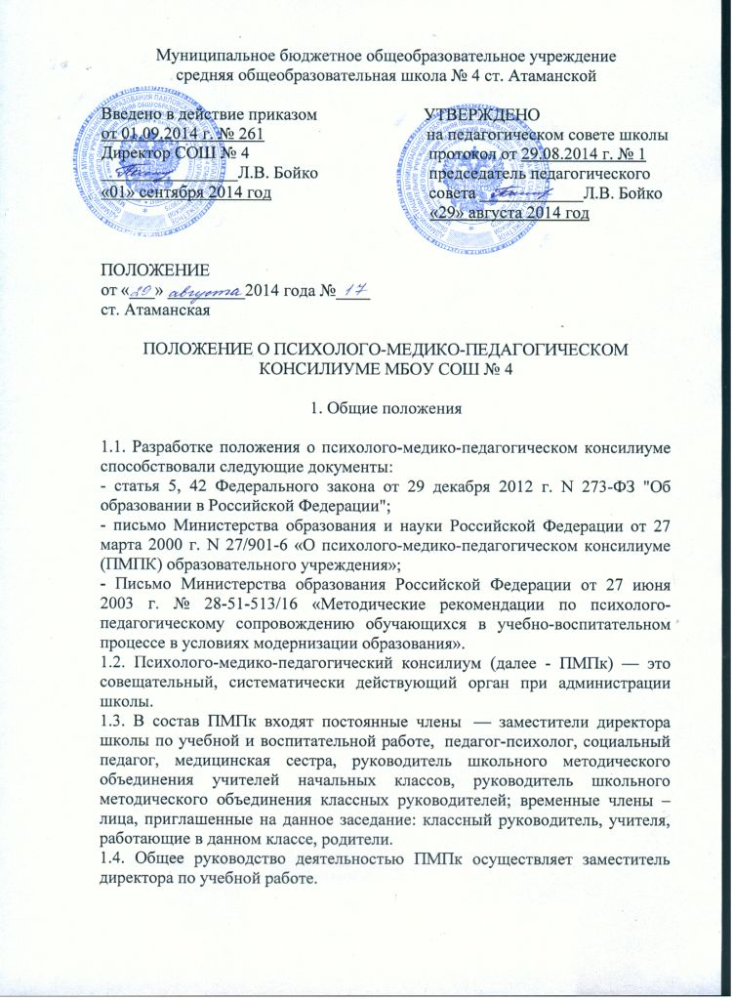 Муниципальное бюджетное общеобразовательное учреждение
средняя общеобразовательная школа № 4 ст. Атаманской
Введено в действие приказом
от 01.09.2014 г. № 261
Директор СОШ № 4
________________Л.В. Бойко
«01» сентября 2014 год
УТВЕРЖДЕНО
на педагогическом совете школы
протокол от 29.08.2014 г. № 1
председатель педагогического
совета ____________Л.В. Бойко
«29» августа 2014 год
ПОЛОЖЕНИЕ
от «29» августа 2014 года № 17
ст. Атаманская
ПОЛОЖЕНИЕ О ПСИХОЛОГО-МЕДИКО-ПЕДАГОГИЧЕСКОМ
КОНСИЛИУМЕ МБОУ СОШ № 4
1. Общие положения
1.1. Разработке положения о психолого-медико-педагогическом консилиуме
способствовали следующие документы:
- статья 5, 42 Федерального закона от 29 декабря 2012 г. N 273-ФЗ "Об
образовании в Российской Федерации";
- письмо Министерства образования и науки Российской Федерации от 27
марта 2000 г. N 27/901-6 «О психолого-медико-педагогическом консилиуме
(ПМПК) образовательного учреждения»;
- Письмо Министерства образования Российской Федерации от 27 июня
2003 г. № 28-51-513/16 «Методические рекомендации по психолого-
педагогическому сопровождению обучающихся в учебно-воспитательном
процессе в условиях модернизации образования».
1.2. Психолого-медико-педагогический консилиум (далее - ПМПк) — это
совещательный, систематически действующий орган при администрации
школы.
1.3. В состав ПМПк входят постоянные члены — заместители директора
школы по учебной и воспитательной работе, педагог-психолог, социальный
педагог, медицинская сестра, руководитель школьного методического
объединения учителей начальных классов, руководитель школьного
методического объединения классных руководителей; временные члены –
лица, приглашенные на данное заседание: классный руководитель, учителя,
работающие в данном классе, родители.
1.4. Общее руководство деятельностью ПМПк осуществляет заместитель
директора по учебной работе.